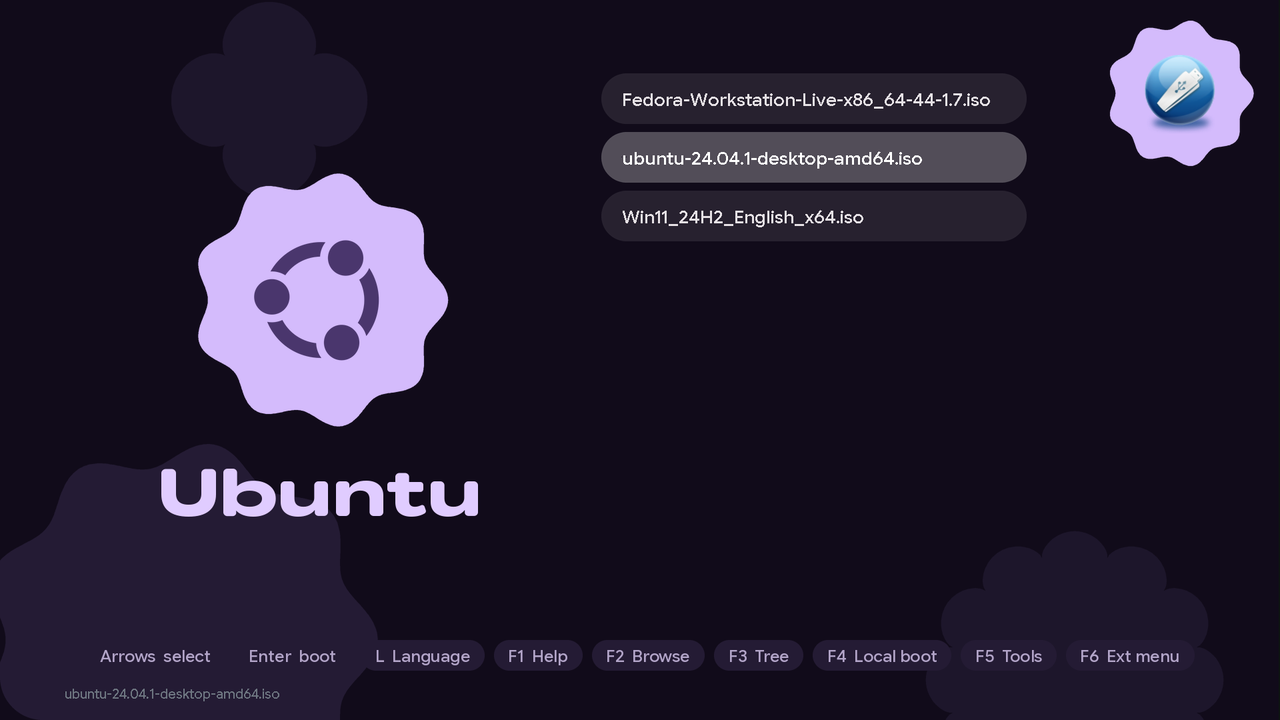 Fedora-Workstation-Live-x86_64-44-1.7.iso
ubuntu-24.04.1-desktop-amd64.iso
Win11_24H2_English_x64.iso
Ubuntu
Arrows select Enter boot L Language F1 Help F2 Browse F3 Tree F4 Local boot F5 Tools F6 Ext menu
ubuntu-24.04.1-desktop-amd64.iso